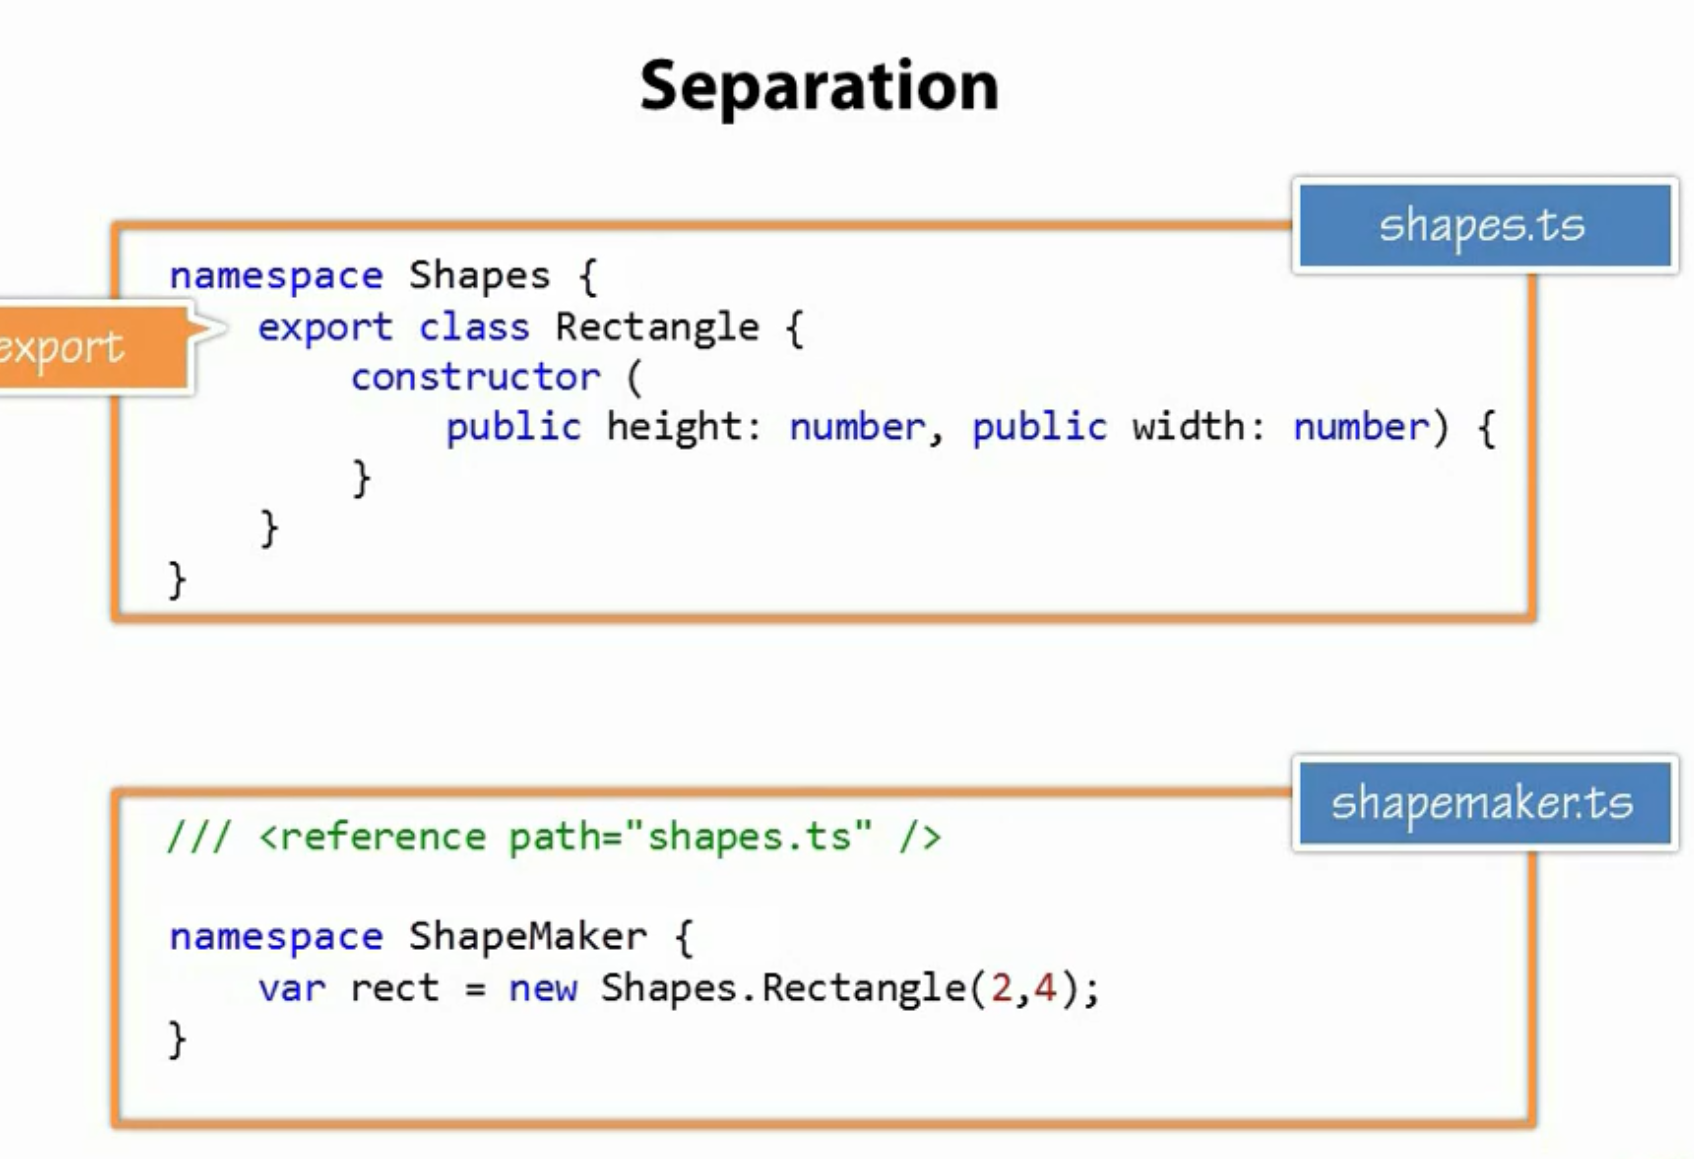 Separation
shapes.ts
namespace Shapes {
export
export class Rectangle {
constructor (
public height: number, public width: number) {
}
}
}
shapemaker.ts
/// <reference path="shapes.ts" />
namespace ShapeMaker {
var rect = new Shapes.Rectangle(2,4);
}